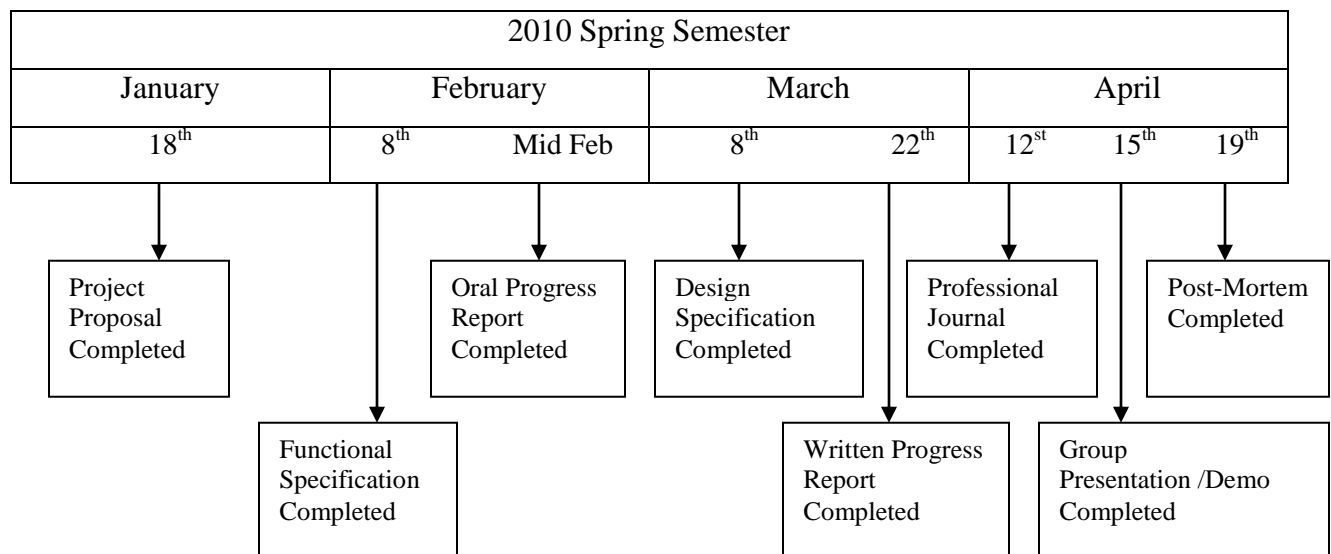 2010 Spring Semester
January February March April
18th 8th Mid Feb 8th 22th 12st 15th 19th
Project
Proposal
Completed
Oral Progress
Report
Completed
Design
Specification
Completed
Professional
Journal
Completed
Post-Mortem
Completed
Functional
Specification
Completed
Written Progress
Report
Completed
Group
Presentation /Demo
Completed